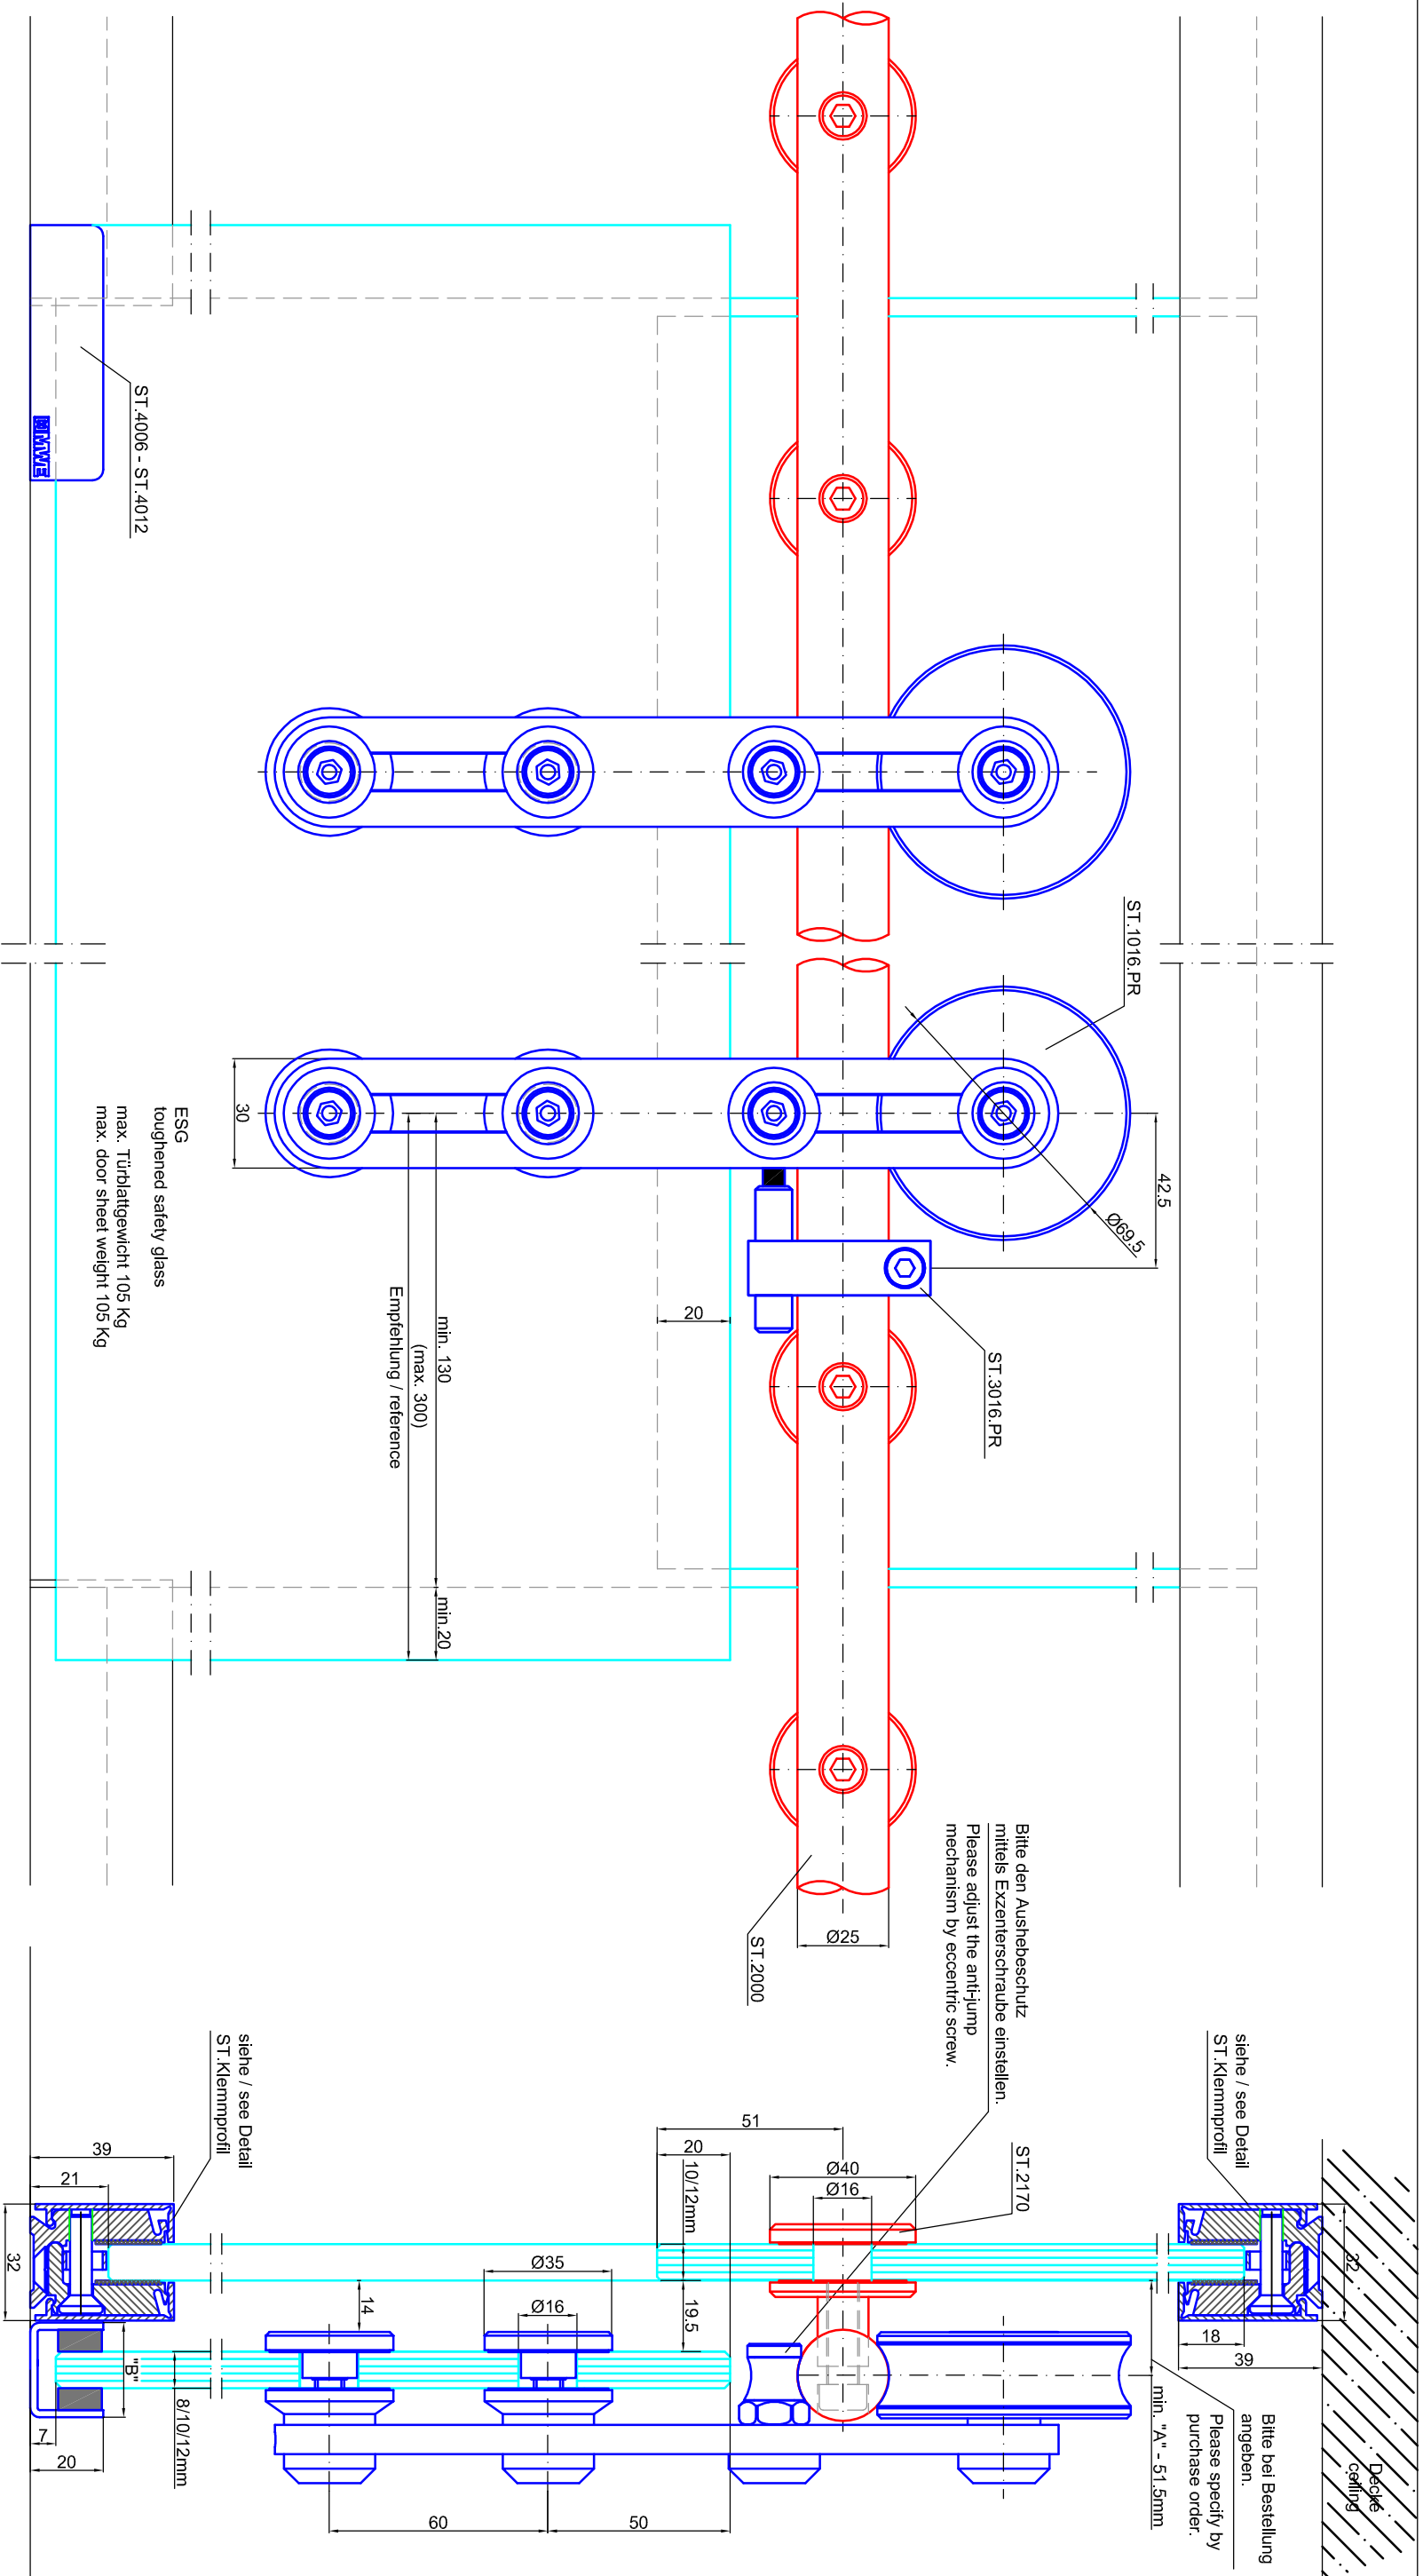 Decke
ceiling
Bitte bei Bestellung
angeben.
Please specify by
purchase order.
siehe / see Detail
ST.Klemmprofil
32
18
39
min. "A" - 51.5mm
ST.1016.PR
42.5
Ø69.5
ST.3016.PR
Bitte den Aushebeschutz
mittels Exzenterschraube einstellen.
Please adjust the anti-jump
mechanism by eccentric screw.
ST.2170
Ø25
ST.2000
Ø40
Ø16
51
20
10/12mm
19.5
20
min. 130
(max. 300)
Empfehlung / reference
min.20
Ø35
Ø16
14
50
60
30
ESG
toughened safety glass
max. Türblattgewicht 105 Kg
max. door sheet weight 105 Kg
ST.4006 - ST.4012
MWE
siehe / see Detail
ST.Klemmprofil
39
21
32
"B"
8/10/12mm
7
20